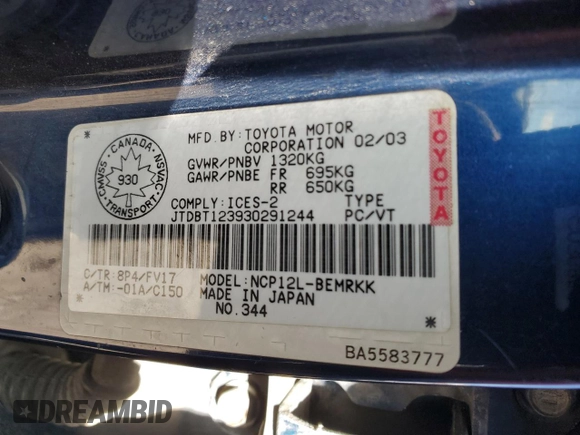 MFD.BY:TOYOTA MOTOR
CORPORATION 02/03
GVWR/PNBV 1320KG
GAWR/PNBE FR 695KG
RR 650KG
COMPLY:ICES-2 TYPE
JTDBT123930291244 PC/VT
CANADA
CMVSS NSVAC
930
TRANSPORT
TOYOTA
C/TR:8P4/FV17 MODEL:NCP12L-BEMRKK
A/TM:-01A/C150 MADE IN JAPAN
NO.344
BA5583777
DREAMBID